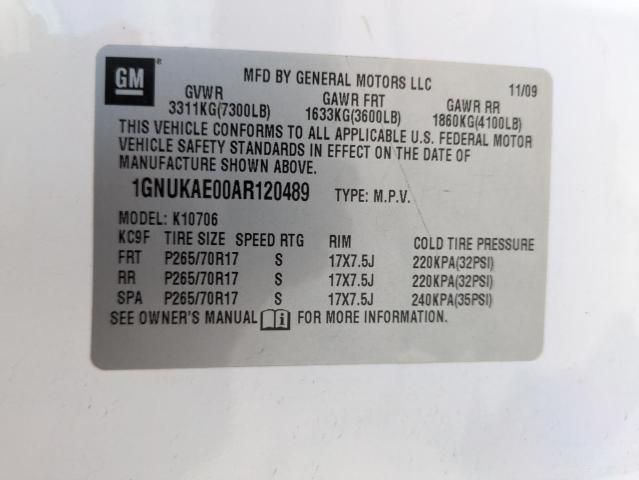 GM ® MFD BY GENERAL MOTORS LLC 11/09
GVWR GAWR FRT GAWR RR
3311KG(7300LB) 1633KG(3600LB) 1860KG(4100LB)
THIS VEHICLE CONFORMS TO ALL APPLICABLE U.S. FEDERAL MOTOR
VEHICLE SAFETY STANDARDS IN EFFECT ON THE DATE OF
MANUFACTURE SHOWN ABOVE.
1GNUKAE00AR120489 TYPE: M.P.V.
MODEL: K10706
KC9F TIRE SIZE SPEED RTG RIM COLD TIRE PRESSURE
FRT P265/70R17 S 17X7.5J 220KPA(32PSI)
RR P265/70R17 S 17X7.5J 220KPA(32PSI)
SPA P265/70R17 S 17X7.5J 240KPA(35PSI)
SEE OWNER'S MANUAL i FOR MORE INFORMATION.